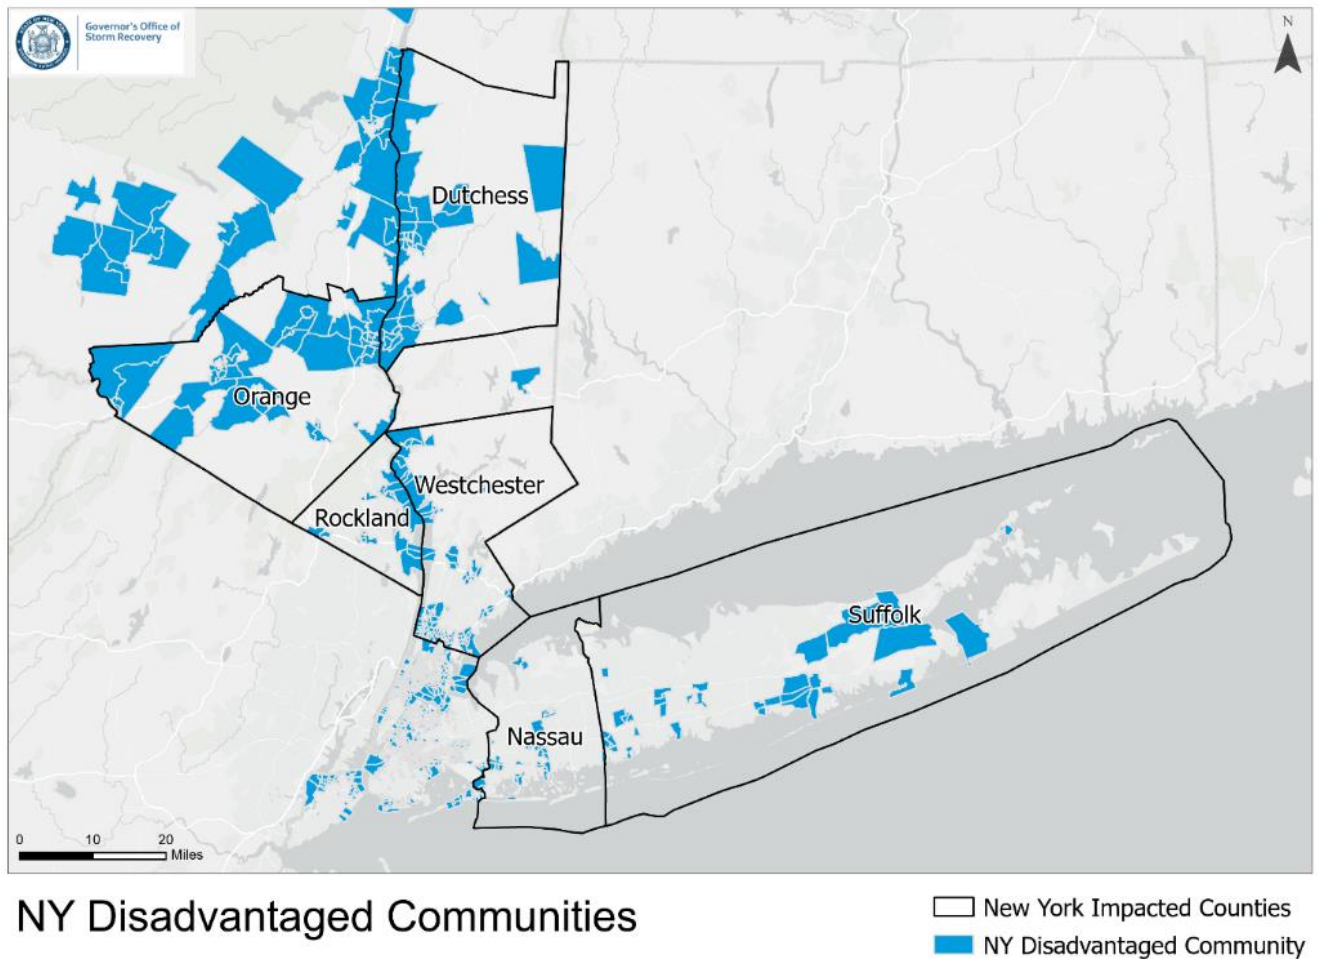 Governor's Office of
Storm Recovery
N
Dutchess
Orange
Westchester
Rockland
Suffolk
Nassau
0 10 20
Miles
NY Disadvantaged Communities
New York Impacted Counties
NY Disadvantaged Community